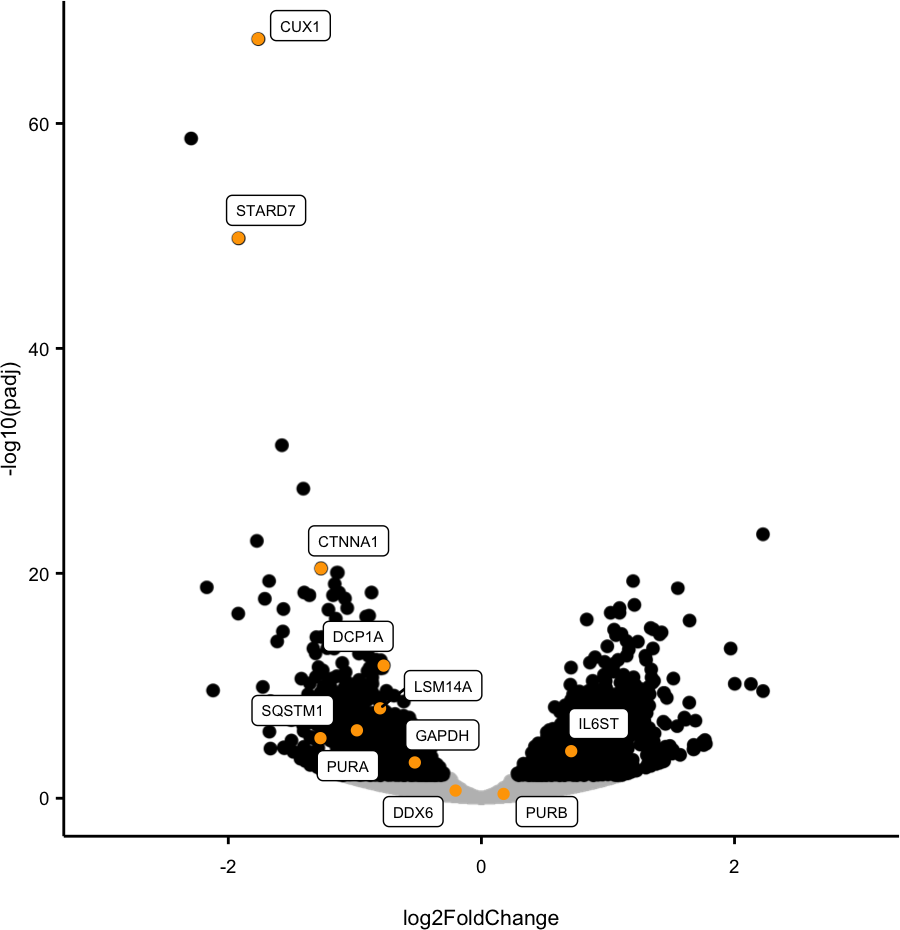 CUX1
60
STARD7
40
-log10(padj)
CTNNA1
20
DCP1A
LSM14A
SQSTM1
IL6ST
GAPDH
PURA
0
DDX6
PURB
-2
0
2
log2FoldChange